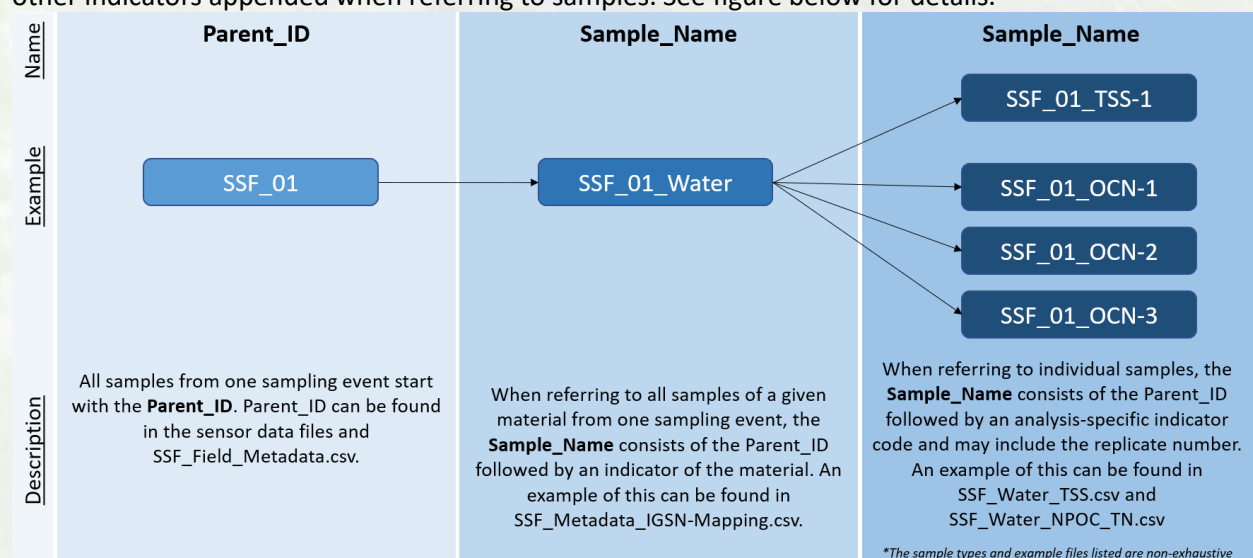 other indicators appended when referring to samples. See figure below for details.
Name
Parent_ID
Sample_Name
Sample_Name
Example
SSF_01
SSF_01_Water
SSF_01_TSS-1
SSF_01_OCN-1
SSF_01_OCN-2
SSF_01_OCN-3
Description
All samples from one sampling event start
with the Parent_ID. Parent_ID can be found
in the sensor data files and
SSF_Field_Metadata.csv.
When referring to all samples of a given
material from one sampling event, the
Sample_Name consists of the Parent_ID
followed by an indicator of the material. An
example of this can be found in
SSF_Metadata_IGSN-Mapping.csv.
When referring to individual samples, the
Sample_Name consists of the Parent_ID
followed by an analysis-specific indicator
code and may include the replicate number.
An example of this can be found in
SSF_Water_TSS.csv and
SSF_Water_NPOC_TN.csv
*The sample types and example files listed are non-exhaustive